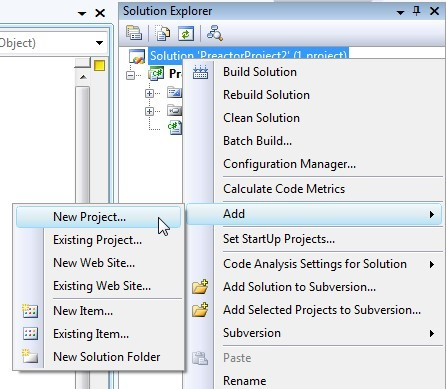 Solution Explorer
Object)
Solution 'PreactorProject2' (1 project)
Pr
Build Solution
Rebuild Solution
Clean Solution
Batch Build...
Configuration Manager...
Calculate Code Metrics
Add
Set StartUp Projects...
Code Analysis Settings for Solution
Add Solution to Subversion...
Add Selected Projects to Subversion...
Subversion
Paste
Rename
New Project...
Existing Project...
New Web Site...
Existing Web Site...
New Item...
Existing Item...
New Solution Folder